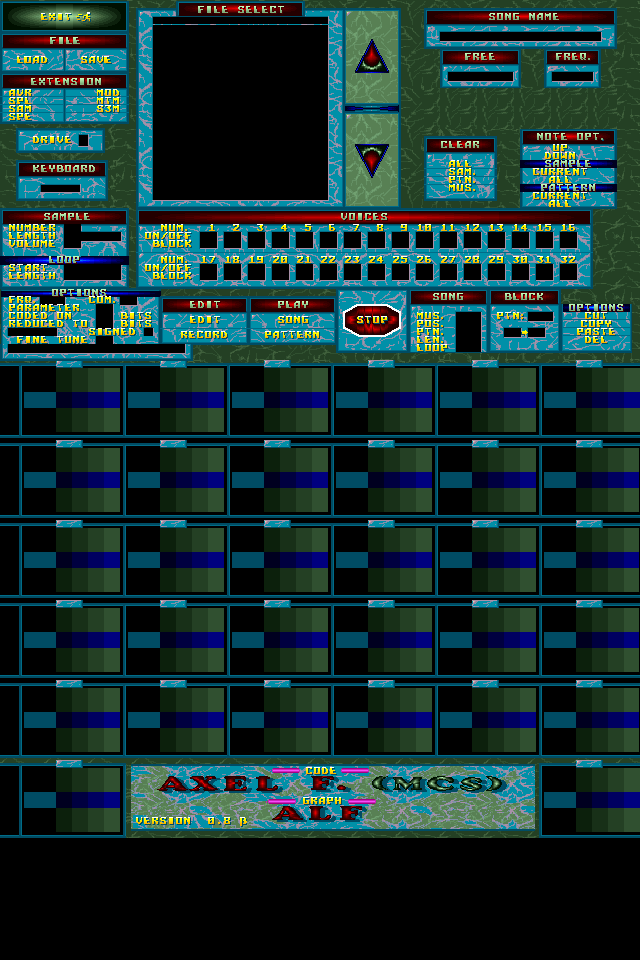 EXIT
FILE
LOAD SAVE
EXTENSION
AVR MOD
SPL MTM
SAM S3M
SPE
DRIVE
KEYBOARD
FILE SELECT
SONG NAME
FREE FREQ.
CLEAR
ALL
SAM.
PTN.
MUS.
NOTE OPT.
UP
DOWN
SAMPLE
CURRENT
ALL
PATTERN
CURRENT
ALL
SAMPLE
NUMBER
LENGTH
VOLUME
LOOP
START
LENGTH
VOICES
NUM. 1 2 3 4 5 6 7 8 9 10 11 12 13 14 15 16
ON/OFF
BLOCK
NUM. 17 18 19 20 21 22 23 24 25 26 27 28 29 30 31 32
ON/OFF
BLOCK
OPTIONS
FRQ. COM.
PARAMETER
CODED ON BITS
REDUCED TO BITS
SIGNED
FINE TUNE
EDIT
EDIT
RECORD
PLAY
SONG
PATTERN
STOP
SONG
MUS.
POS.
PTN.
LEN.
LOOP
BLOCK
PTN.
OPTIONS
CUT
COPY
PASTE
DEL
CODE
AXEL F. (MCS)
GRAPH
ALF
VERSION 0.8 β